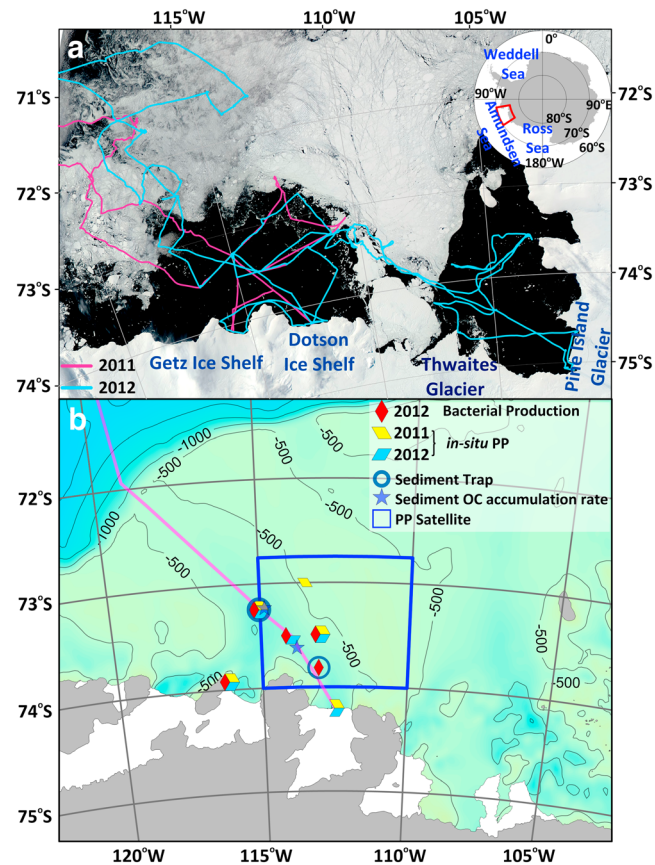 115°W 110°W 105°W
a
0°
Weddell
Sea
90°W
90°E
Amundsen
Sea
80°S
70°S
60°S
Ross
Sea
180°W
71°S
72°S
73°S
74°S
72°S
73°S
74°S
75°S
2011
2012
Getz Ice Shelf
Dotson
Ice Shelf
Thwaites
Glacier
Pine Island
Glacier
b
2012 Bacterial Production
2011
2012
in-situ PP
Sediment Trap
Sediment OC accumulation rate
PP Satellite
-1000
-500
-500
-500
-1000
-500
-500
-500
-500
-500
-500
-500
72°S
73°S
74°S
75°S
120°W 115°W 110°W 105°W